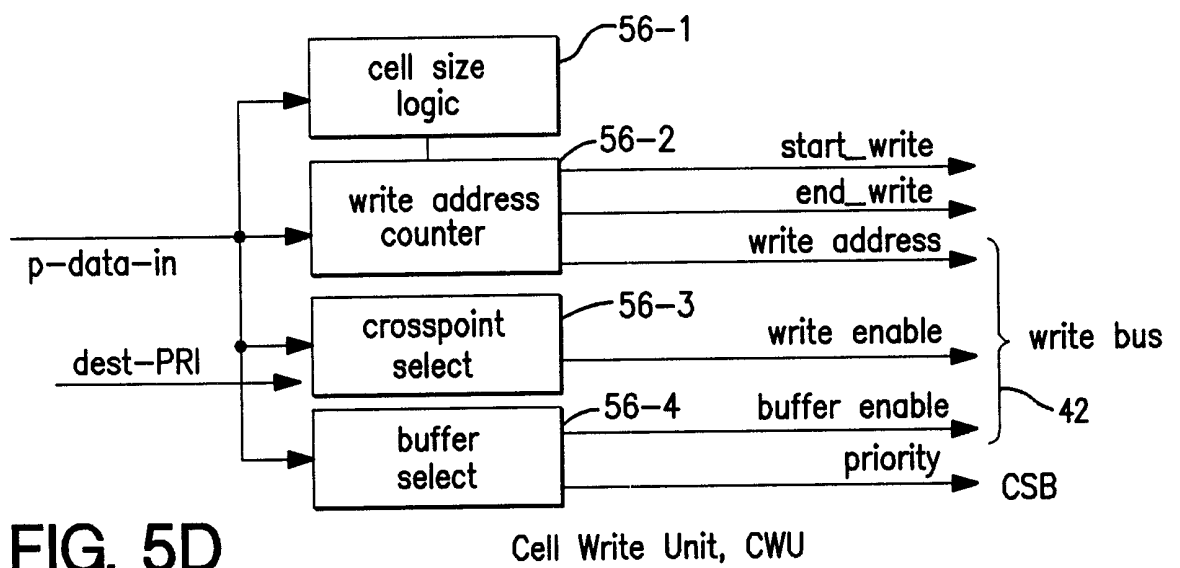 56-1
cell size
logic
56-2
start_write
write address
counter
end_write
write address
p-data-in
56-3
crosspoint
select
write enable
write bus
dest-PRI
56-4
buffer enable
42
buffer
select
priority
CSB
FIG. 5D
Cell Write Unit, CWU